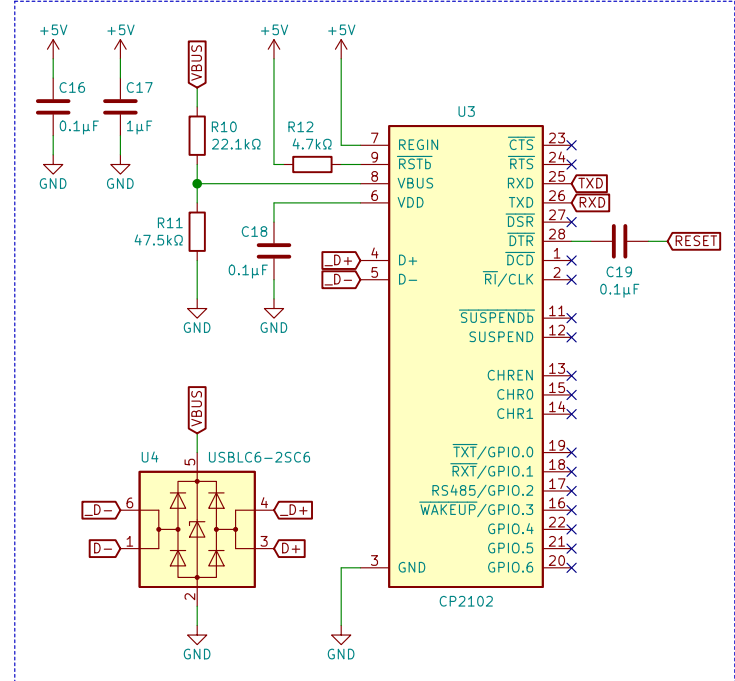 +5V
+5V
+5V
+5V
VBUS
C16
0.1µF
C17
1µF
GND
GND
R10
22.1kΩ
R12
4.7kΩ
R11
47.5kΩ
C18
0.1µF
GND
GND
_D+
_D-
U3
7 REGIN
9 RSTb
8 VBUS
6 VDD
4 D+
5 D-
3 GND
CTS 23
RTS 24
RXD 25 TXD
TXD 26 RXD
DSR 27
DTR 28
DCD 1
RI/CLK 2
SUSPENDb 11
SUSPEND 12
CHREN 13
CHR0 15
CHR1 14
TXT/GPIO.0 19
RXT/GPIO.1 18
RS485/GPIO.2 17
WAKEUP/GPIO.3 16
GPIO.4 22
GPIO.5 21
GPIO.6 20
CP2102
C19
0.1µF
RESET
VBUS
U4 USBLC6-2SC6
5
_D- 6
4 _D+
D- 1
3 D+
2
GND
GND